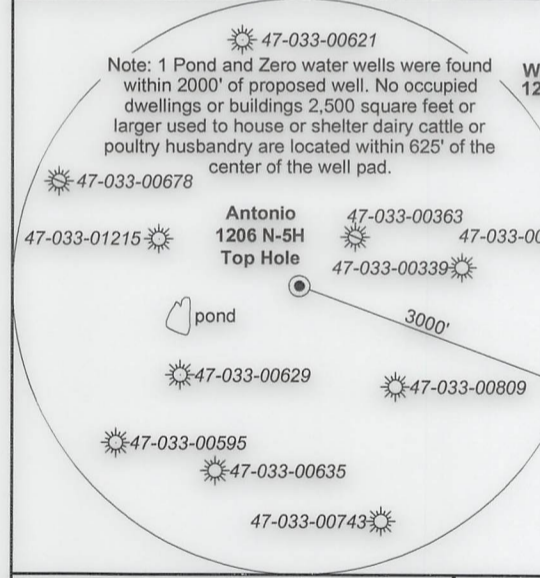 47-033-00621
Note: 1 Pond and Zero water wells were found
within 2000' of proposed well. No occupied
dwellings or buildings 2,500 square feet or
larger used to house or shelter dairy cattle or
poultry husbandry are located within 625' of the
center of the well pad.
W
12
47-033-00678
47-033-01215
Antonio
1206 N-5H
Top Hole
47-033-00363
47-033-00
47-033-00339
pond
3000'
47-033-00629
47-033-00809
47-033-00595
47-033-00635
47-033-00743